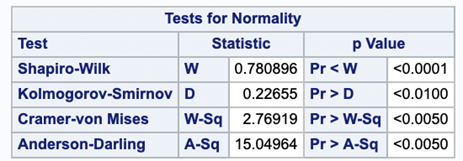 Tests for Normality
Test Statistic p Value
Shapiro-Wilk W 0.780896 Pr < W <0.0001
Kolmogorov-Smirnov D 0.22655 Pr > D <0.0100
Cramer-von Mises W-Sq 2.76919 Pr > W-Sq <0.0050
Anderson-Darling A-Sq 15.04964 Pr > A-Sq <0.0050